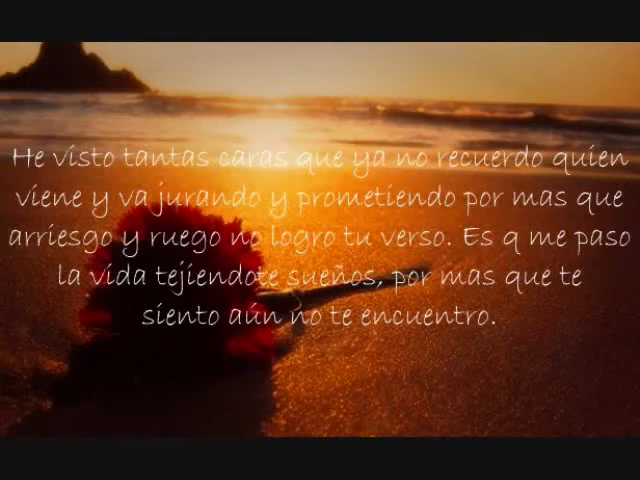 He visto tantas caras que ya no recuerdo quien
viene y va jurando y prometiendo por mas que
arriesgo y ruego no logro tu verso. Es q me paso
la vida tejiendote sueños, por mas que te
siento aún no te encuentro.